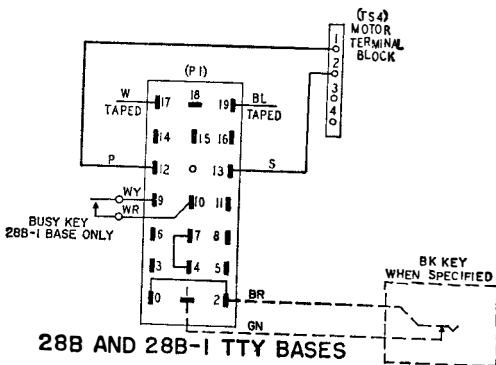 (TS4)
MOTOR
TERMINAL
BLOCK
1
2
3
4
(P1)
W
TAPED
17
18
19
BL
TAPED
14
15
16
P
12
13
S
WY
9
10
11
WR
BUSY KEY
28B-1 BASE ONLY
6
7
8
3
4
5
BK KEY
WHEN SPECIFIED
0
2
BR
GN
28B AND 28B-1 TTY BASES